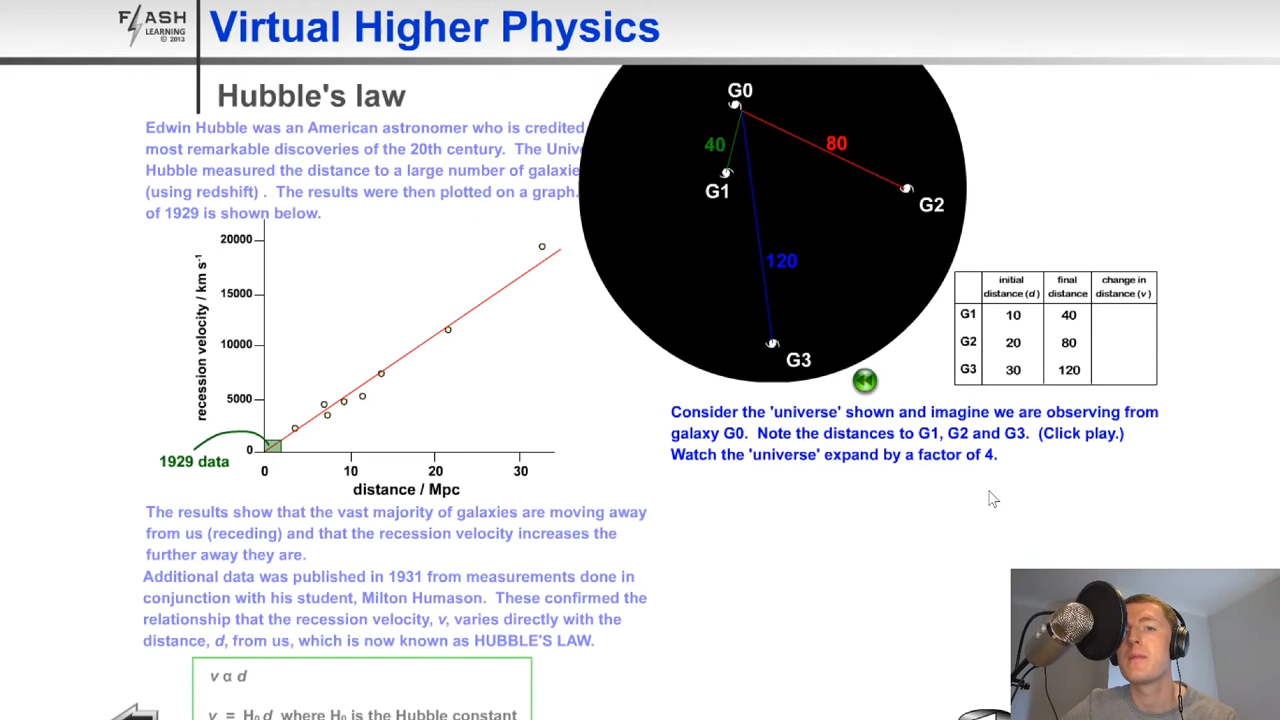 FLASH
LEARNING
© 2013
Virtual Higher Physics
Hubble's law
Edwin Hubble was an American astronomer who is credited
most remarkable discoveries of the 20th century. The Unive
Hubble measured the distance to a large number of galaxie
(using redshift) . The results were then plotted on a graph.
of 1929 is shown below.
recession velocity / km s⁻¹
20000
15000
10000
5000
0
1929 data
0 10 20 30
distance / Mpc
The results show that the vast majority of galaxies are moving away
from us (receding) and that the recession velocity increases the
further away they are.
Additional data was published in 1931 from measurements done in
conjunction with his student, Milton Humason. These confirmed the
relationship that the recession velocity, v, varies directly with the
distance, d, from us, which is now known as HUBBLE'S LAW.
v α d
v = H₀ d where H₀ is the Hubble constant
G0
40
80
G1
G2
120
G3
initial distance (d) final distance change in distance (v)
G1 10 40
G2 20 80
G3 30 120
Consider the 'universe' shown and imagine we are observing from
galaxy G0. Note the distances to G1, G2 and G3. (Click play.)
Watch the 'universe' expand by a factor of 4.